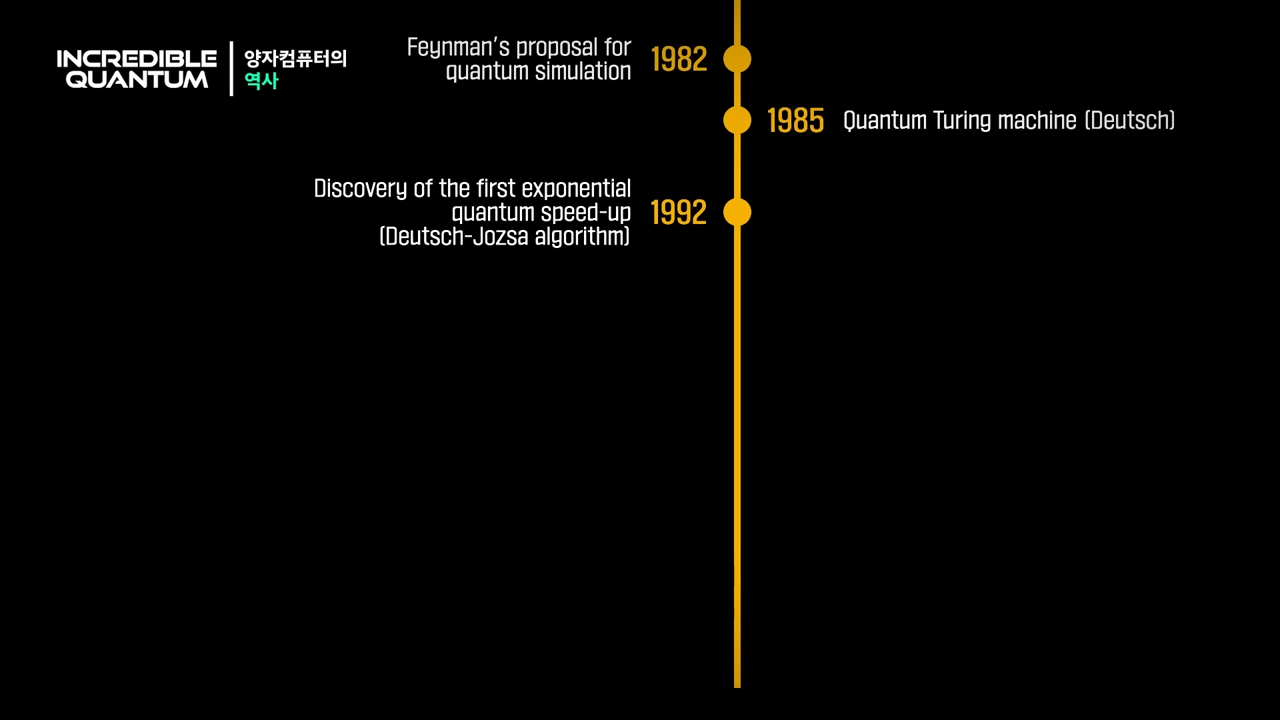 INCREDIBLE
QUANTUM
양자컴퓨터의
역사
Feynman's proposal for
quantum simulation
1982
1985
Quantum Turing machine (Deutsch)
Discovery of the first exponential
quantum speed-up
(Deutsch-Jozsa algorithm)
1992